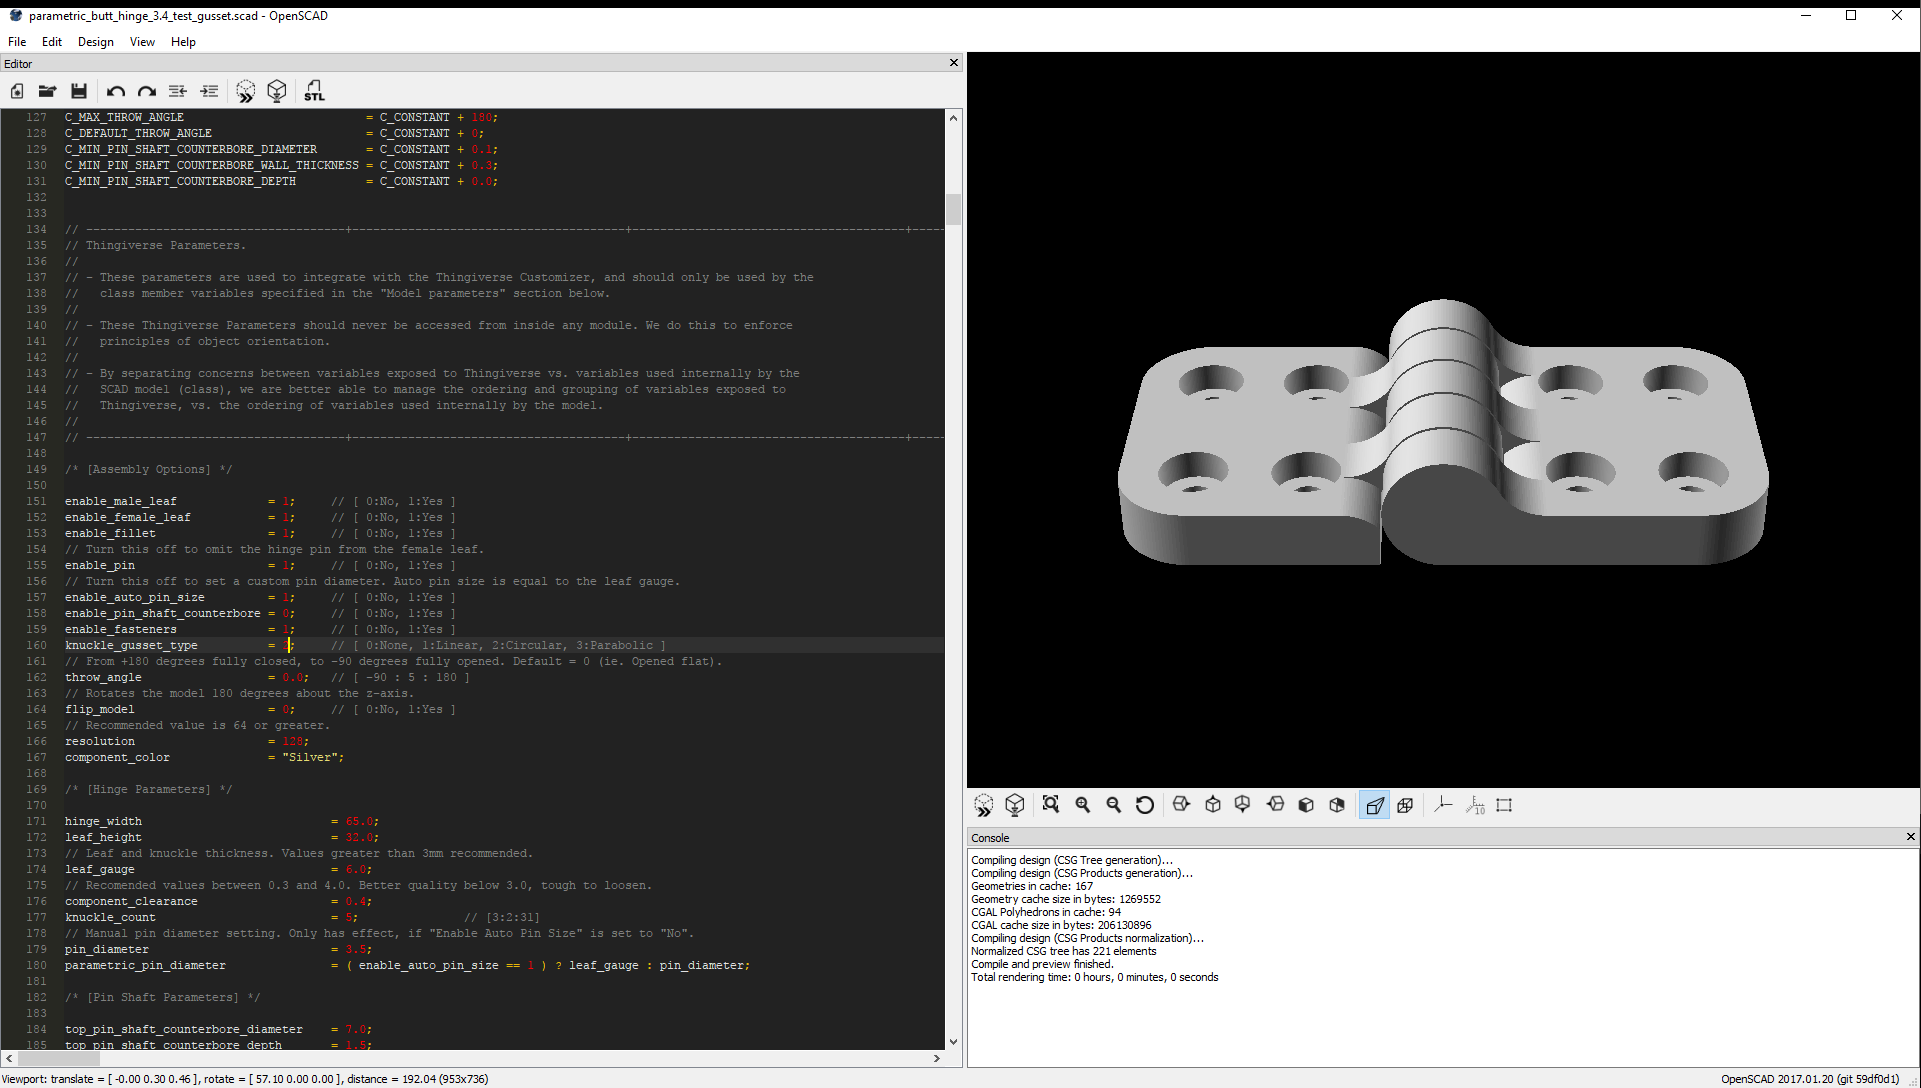 parametric_butt_hinge_3.4_test_gusset.scad - OpenSCAD
File Edit Design View Help
Editor
STL
127 C_MAX_THROW_ANGLE = C_CONSTANT + 180;
128 C_DEFAULT_THROW_ANGLE = C_CONSTANT + 0;
129 C_MIN_PIN_SHAFT_COUNTERBORE_DIAMETER = C_CONSTANT + 0.1;
130 C_MIN_PIN_SHAFT_COUNTERBORE_WALL_THICKNESS = C_CONSTANT + 0.3;
131 C_MIN_PIN_SHAFT_COUNTERBORE_DEPTH = C_CONSTANT + 0.0;
132
133
134 // -------------------------------------+---------------------------------------+---------------------------------------+-----
135 // Thingiverse Parameters.
136 //
137 // - These parameters are used to integrate with the Thingiverse Customizer, and should only be used by the
138 // class member variables specified in the "Model parameters" section below.
139 //
140 // - These Thingiverse Parameters should never be accessed from inside any module. We do this to enforce
141 // principles of object orientation.
142 //
143 // - By separating concerns between variables exposed to Thingiverse vs. variables used internally by the
144 // SCAD model (class), we are better able to manage the ordering and grouping of variables exposed to
145 // Thingiverse, vs. the ordering of variables used internally by the model.
146 //
147 // -------------------------------------+---------------------------------------+---------------------------------------+-----
148
149 /* [Assembly Options] */
150
151 enable_male_leaf = 1; // [ 0:No, 1:Yes ]
152 enable_female_leaf = 1; // [ 0:No, 1:Yes ]
153 enable_fillet = 1; // [ 0:No, 1:Yes ]
154 // Turn this off to omit the hinge pin from the female leaf.
155 enable_pin = 1; // [ 0:No, 1:Yes ]
156 // Turn this off to set a custom pin diameter. Auto pin size is equal to the leaf gauge.
157 enable_auto_pin_size = 1; // [ 0:No, 1:Yes ]
158 enable_pin_shaft_counterbore = 0; // [ 0:No, 1:Yes ]
159 enable_fasteners = 1; // [ 0:No, 1:Yes ]
160 knuckle_gusset_type = ; // [ 0:None, 1:Linear, 2:Circular, 3:Parabolic ]
161 // From +180 degrees fully closed, to -90 degrees fully opened. Default = 0 (ie. Opened flat).
162 throw_angle = 0.0; // [ -90 : 5 : 180 ]
163 // Rotates the model 180 degrees about the z-axis.
164 flip_model = 0; // [ 0:No, 1:Yes ]
165 // Recommended value is 64 or greater.
166 resolution = 128;
167 component_color = "Silver";
168
169 /* [Hinge Parameters] */
170
171 hinge_width = 65.0;
172 leaf_height = 32.0;
173 // Leaf and knuckle thickness. Values greater than 3mm recommended.
174 leaf_gauge = 6.0;
175 // Recomended values between 0.3 and 4.0. Better quality below 3.0, tough to loosen.
176 component_clearance = 0.4;
177 knuckle_count = 5; // [3:2:31]
178 // Manual pin diameter setting. Only has effect, if "Enable Auto Pin Size" is set to "No".
179 pin_diameter = 3.5;
180 parametric_pin_diameter = ( enable_auto_pin_size == 1 ) ? leaf_gauge : pin_diameter;
181
182 /* [Pin Shaft Parameters] */
183
184 top_pin_shaft_counterbore_diameter = 7.0;
185 top_pin_shaft_counterbore_depth = 1.5;
10
Console
Compiling design (CSG Tree generation)...
Compiling design (CSG Products generation)...
Geometries in cache: 167
Geometry cache size in bytes: 1269552
CGAL Polyhedrons in cache: 94
CGAL cache size in bytes: 206130896
Compiling design (CSG Products normalization)...
Normalized CSG tree has 221 elements
Compile and preview finished.
Total rendering time: 0 hours, 0 minutes, 0 seconds
Viewport: translate = [ -0.00 0.30 0.46 ], rotate = [ 57.10 0.00 0.00 ], distance = 192.04 (953x736)
OpenSCAD 2017.01.20 (git 59df0d1)